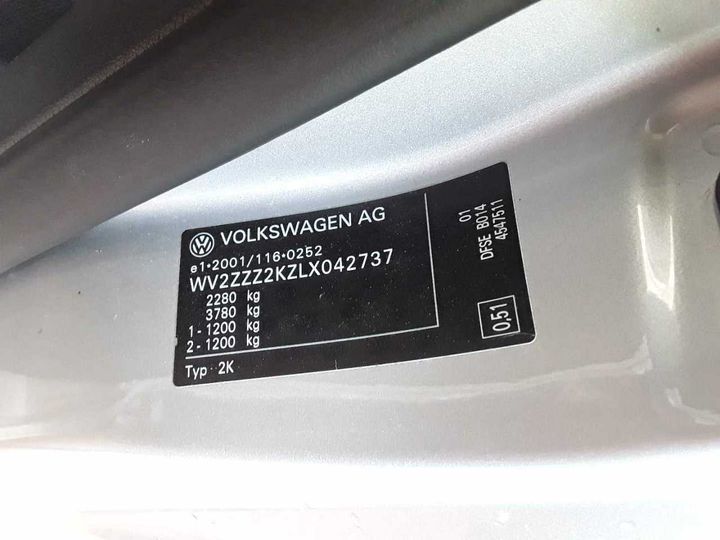 VOLKSWAGEN AG
e1*2001/116*0252
WV2ZZZ2KZLX042737
2280 kg
3780 kg
1 - 1200 kg
2 - 1200 kg
Typ · 2K
01
DFSE B014
4547511
0,51